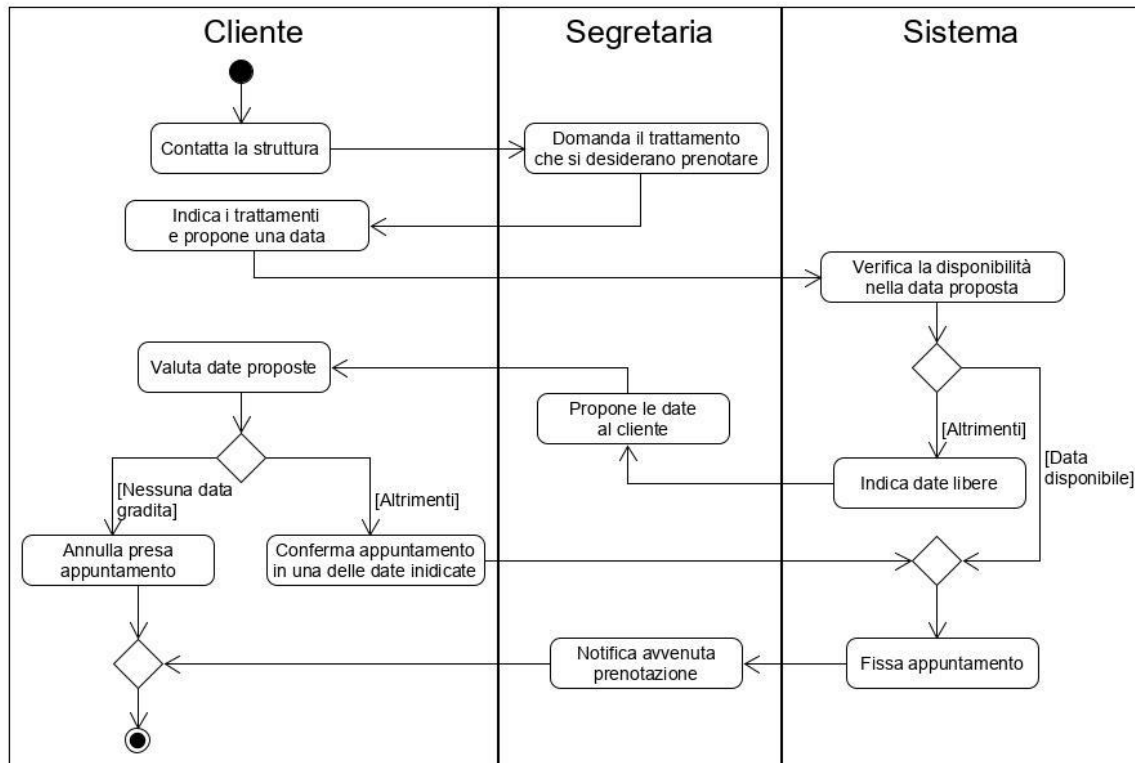 Cliente
Segretaria
Sistema
Contatta la struttura
Domanda il trattamento
che si desiderano prenotare
Indica i trattamenti
e propone una data
Verifica la disponibilità
nella data proposta
Valuta date proposte
Propone le date
al cliente
[Altrimenti]
[Data
disponibile]
Indica date libere
[Nessuna data
gradita]
[Altrimenti]
Annulla presa
appuntamento
Conferma appuntamento
in una delle date inidicate
Notifica avvenuta
prenotazione
Fissa appuntamento